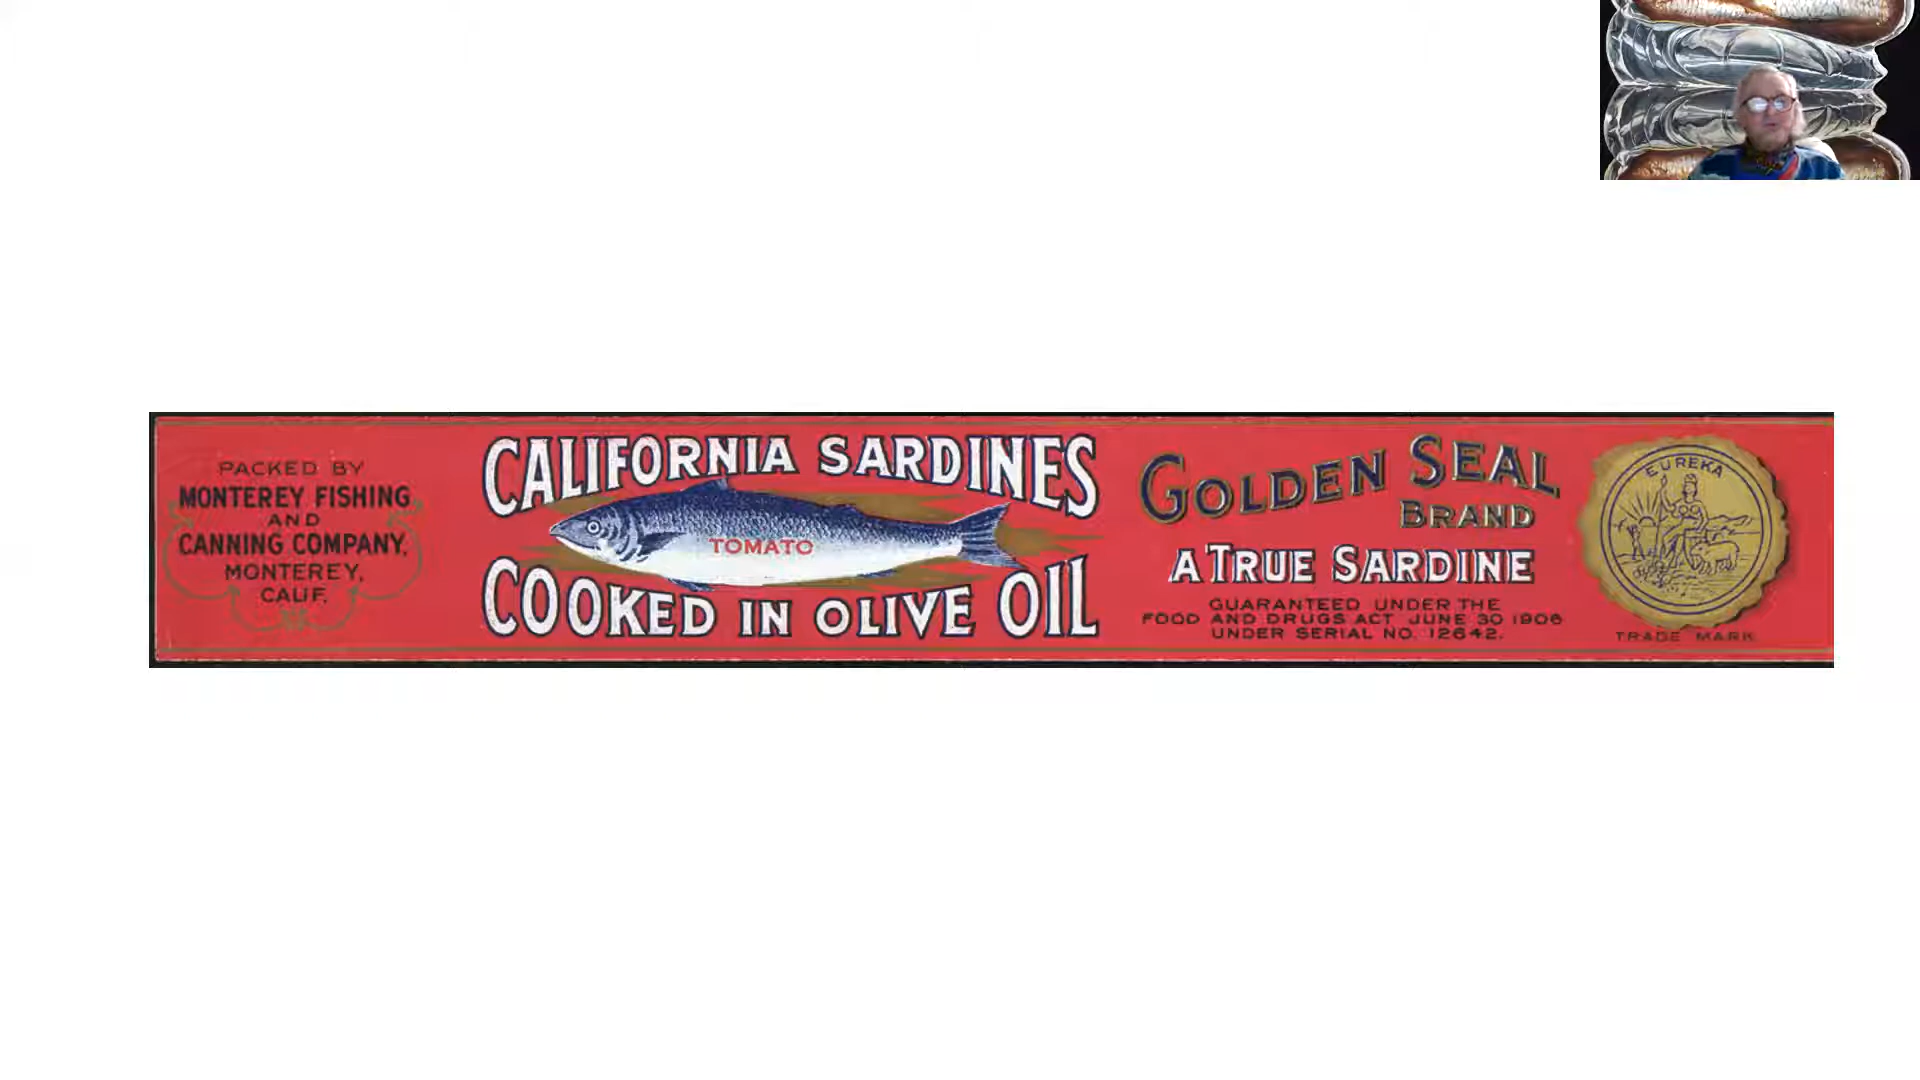 PACKED BY
MONTEREY FISHING
AND
CANNING COMPANY,
MONTEREY,
CALIF.
CALIFORNIA SARDINES
TOMATO
COOKED IN OLIVE OIL
GOLDEN SEAL
BRAND
A TRUE SARDINE
GUARANTEED UNDER THE
FOOD AND DRUGS ACT JUNE 30 1906
UNDER SERIAL NO. 12642.
EUREKA
TRADE MARK